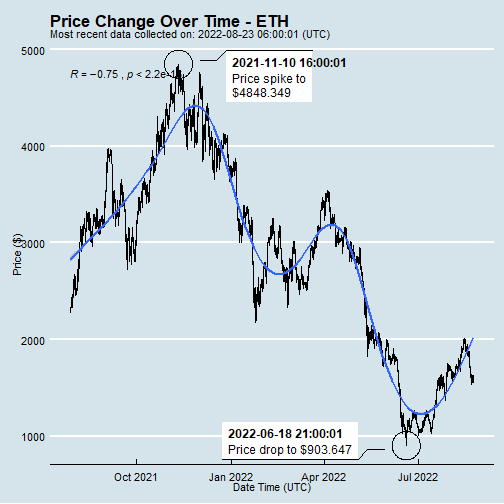 Price Change Over Time - ETH
Most recent data collected on: 2022-08-23 06:00:01 (UTC)
5000
4000
3000
2000
1000
Price ($)
R = −0.75 , p < 2.2e-1
2021-11-10 16:00:01
Price spike to
$4848.349
2022-06-18 21:00:01
Price drop to $903.647
Oct 2021
Jan 2022
Apr 2022
Jul 2022
Date Time (UTC)